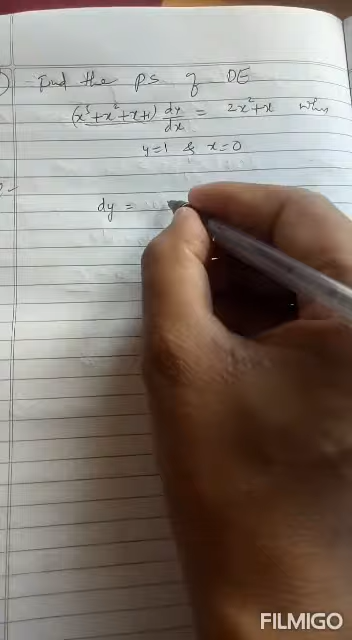 Find the PS of DE
(x³+x²+x+1) dy/dx = 2x²+x when
y=1 & x=0
dy =
FILMIGO